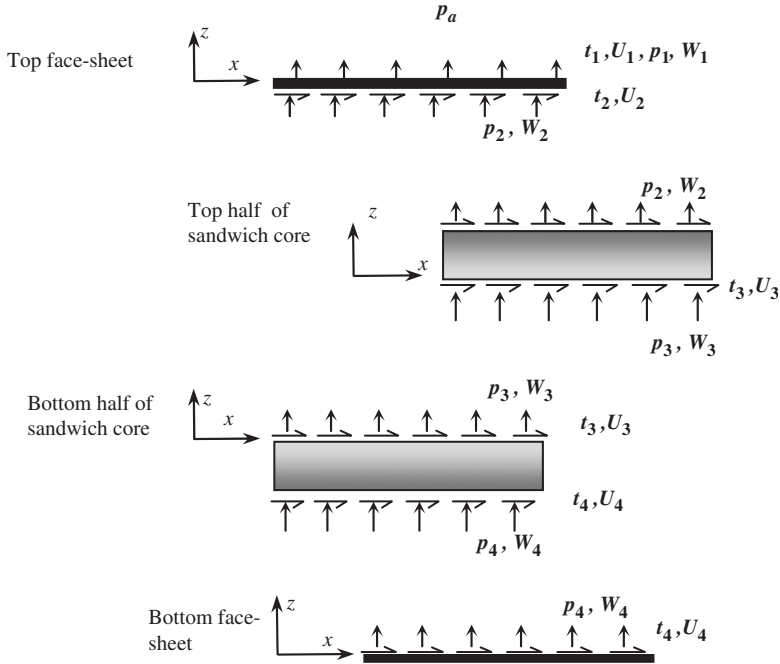 p_a
z
Top face-sheet
x
t_1,U_1, p_1, W_1
t_2,U_2
p_2, W_2
Top half of
sandwich core
z
x
p_2, W_2
t_3,U_3
p_3, W_3
Bottom half of
sandwich core
z
x
p_3, W_3
t_3,U_3
t_4,U_4
p_4, W_4
Bottom face-
sheet
z
x
p_4, W_4
t_4,U_4